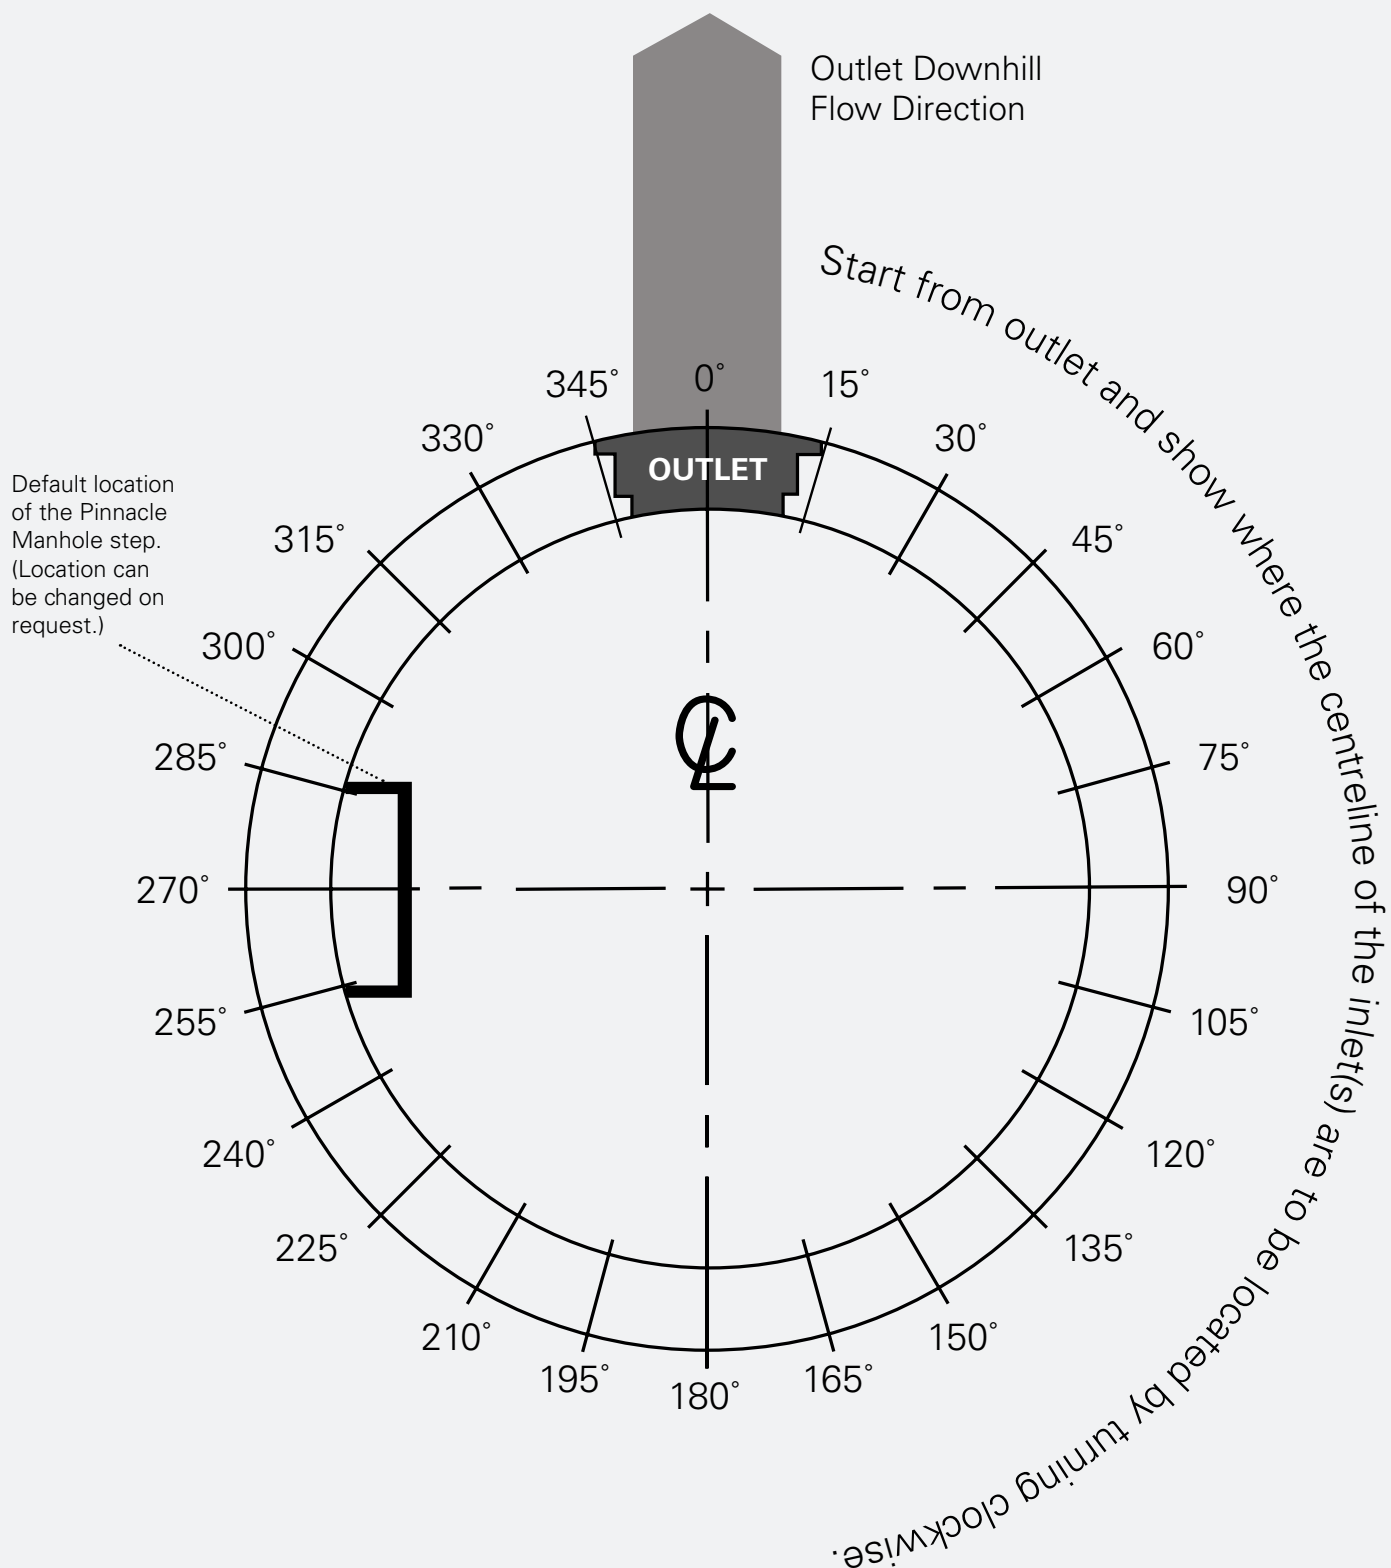 Outlet Downhill
Flow Direction
Start from outlet and show where the centreline of the inlet(s) are to be located by turning clockwise.
345°
0°
15°
330°
30°
OUTLET
Default location
of the Pinnacle
Manhole step.
(Location can
be changed on
request.)
315°
45°
300°
60°
CL
285°
75°
270°
90°
255°
105°
240°
120°
225°
135°
210°
150°
195°
165°
180°